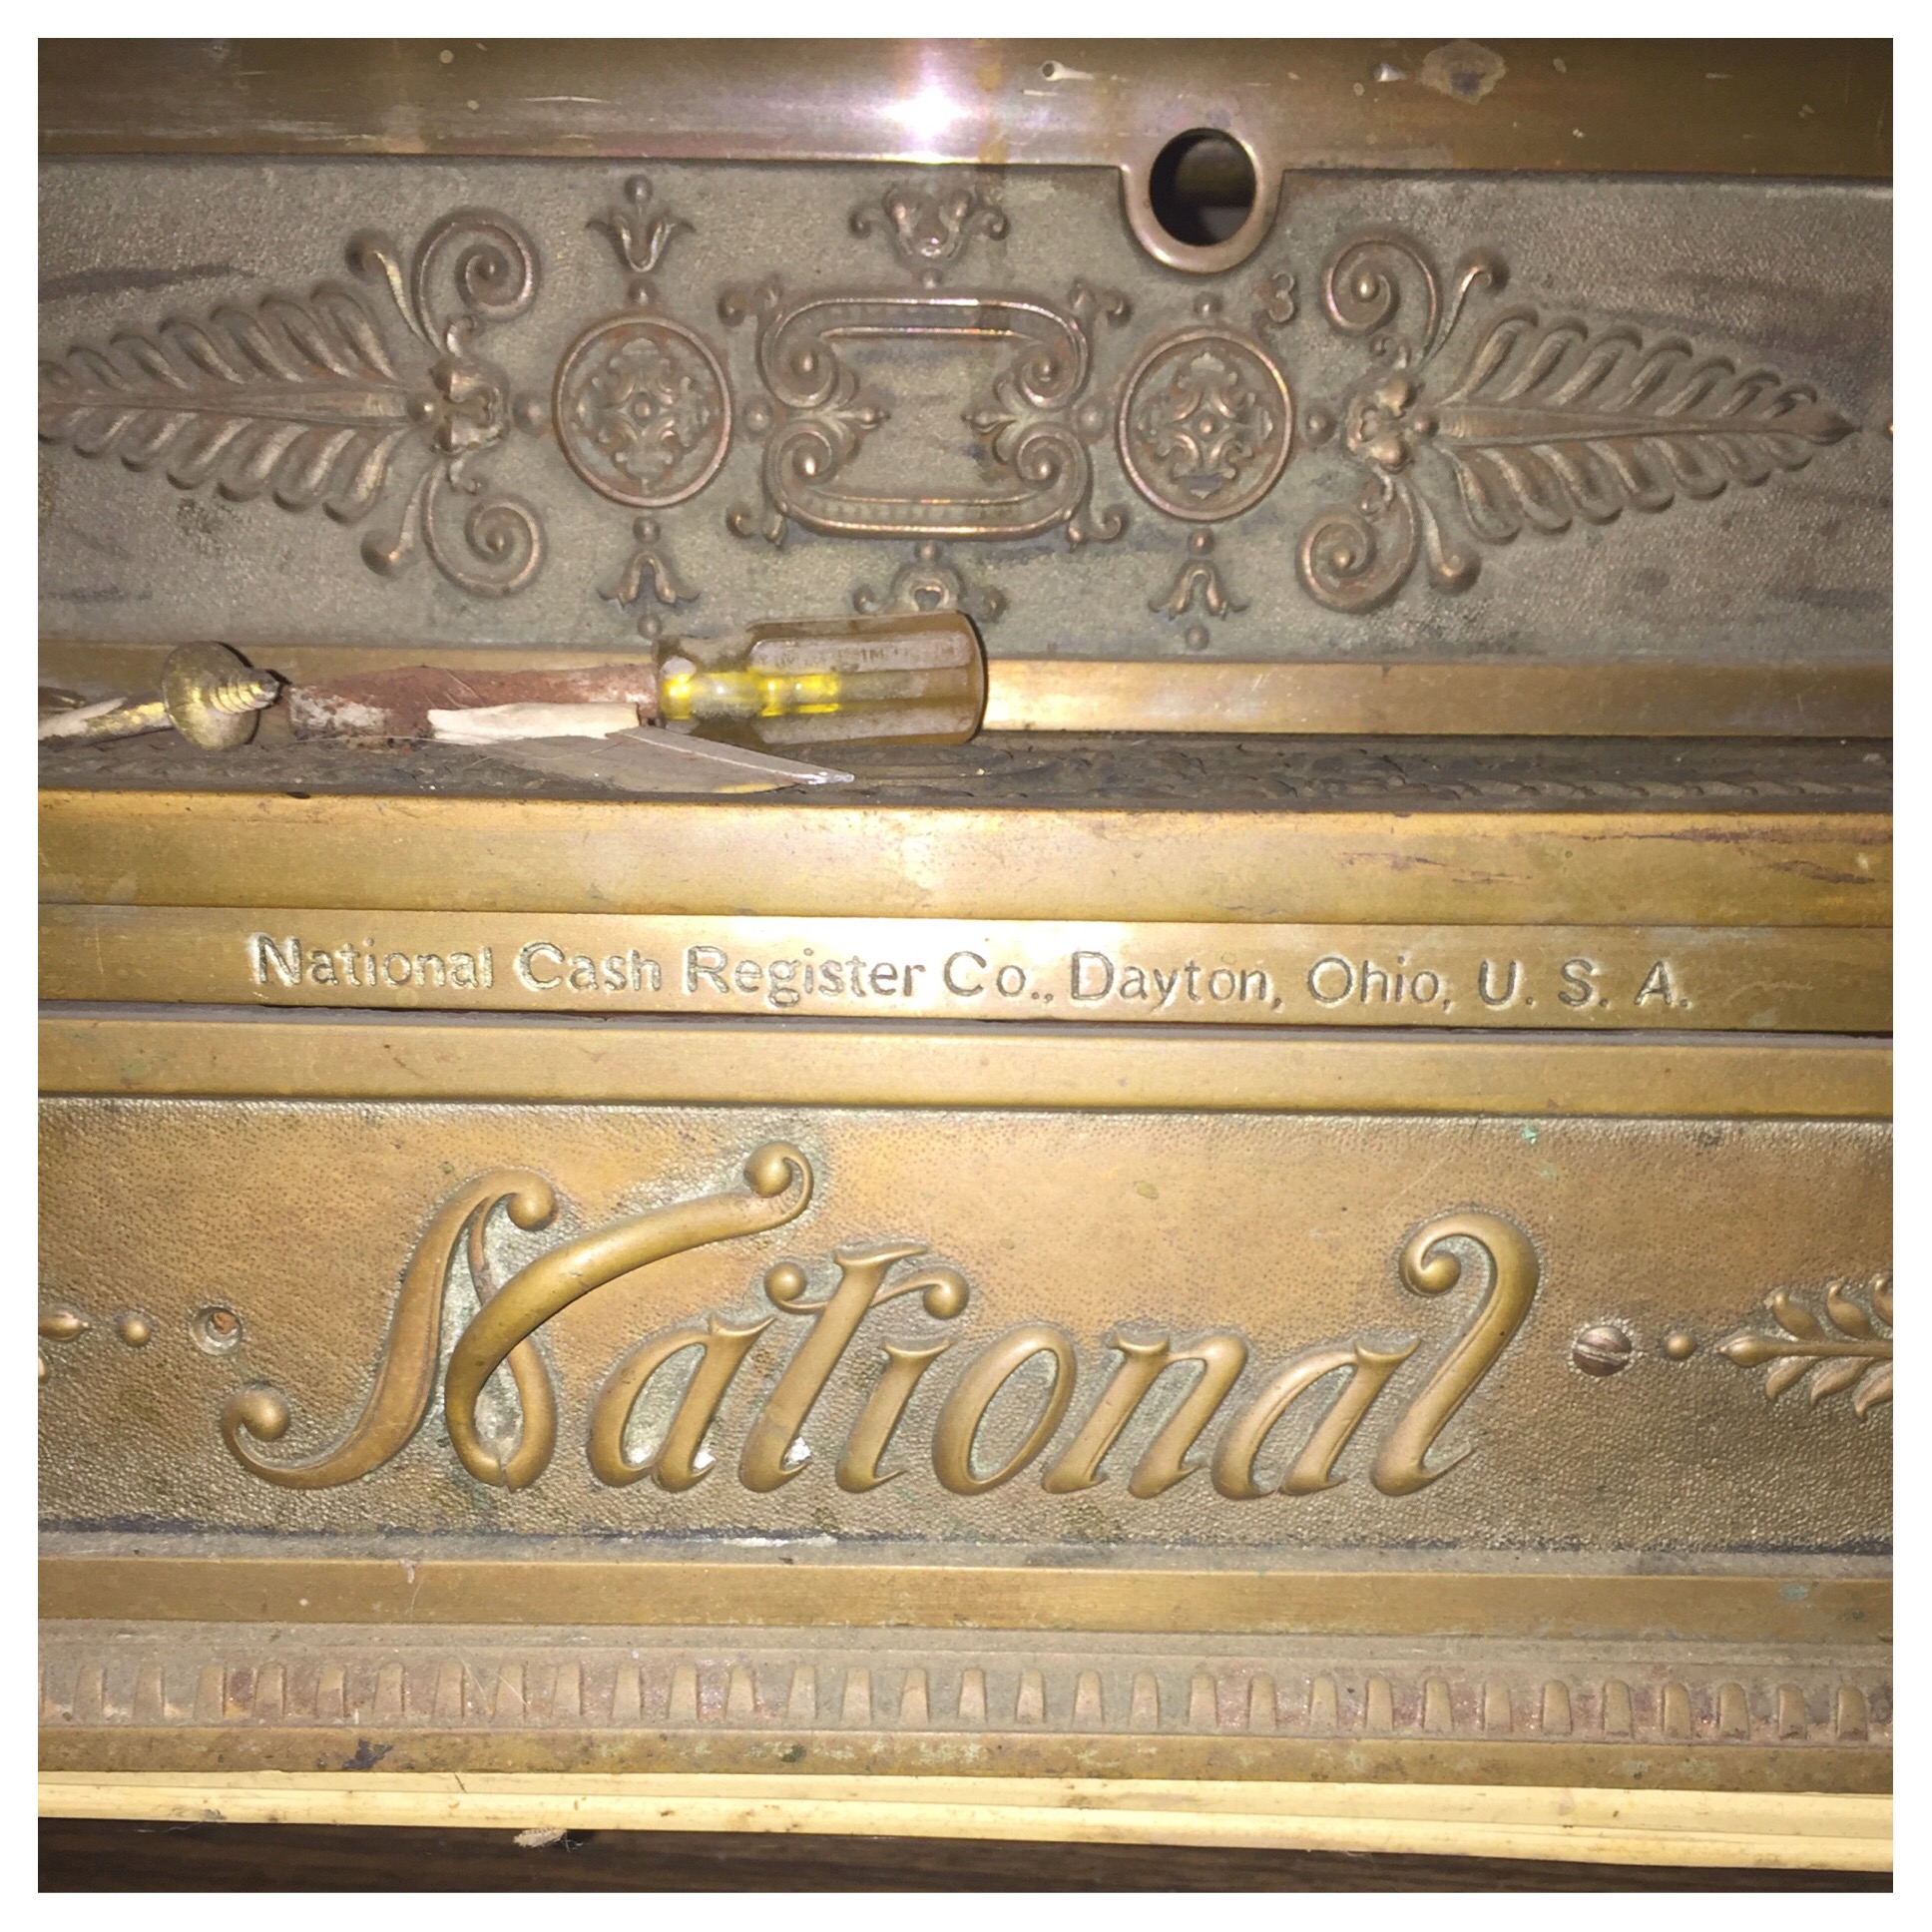 National Cash Register Co., Dayton, Ohio, U. S. A.
National